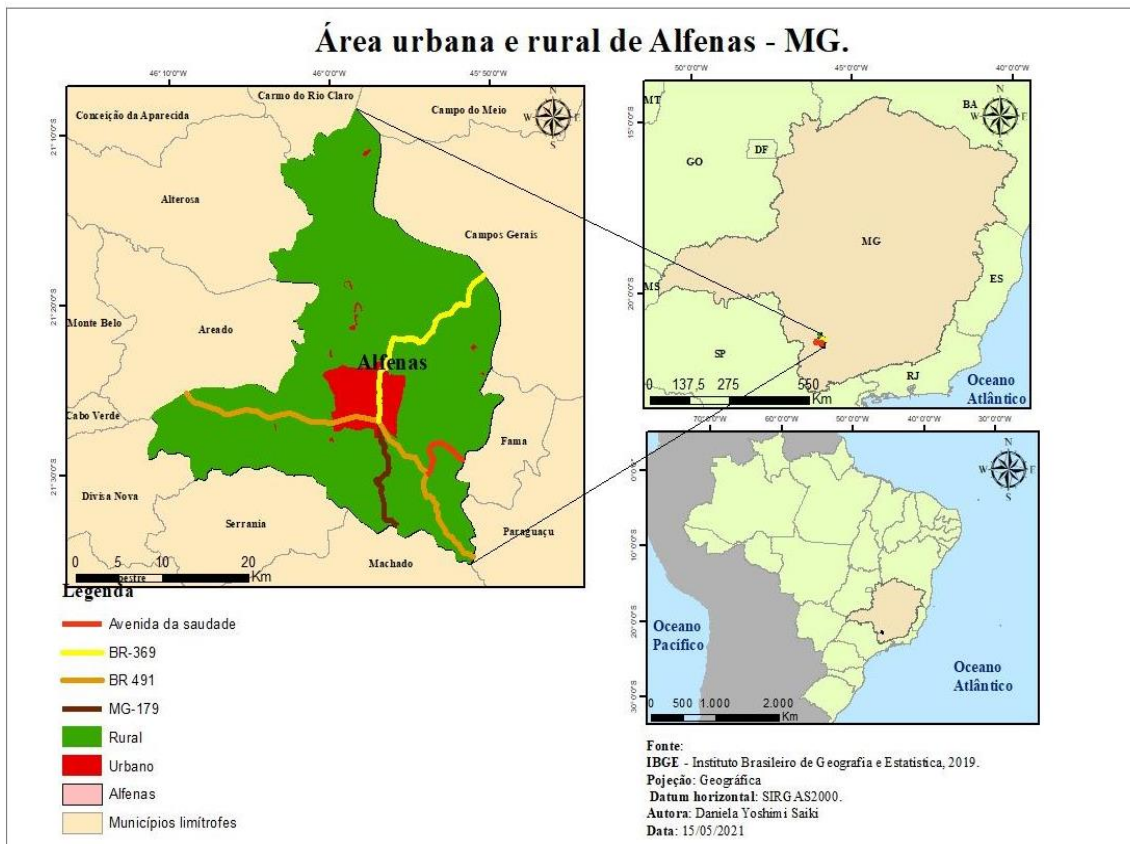 Área urbana e rural de Alfenas - MG.
46°10'0"W
46°0'0"W
45°50'0"W
21°10'0"S
21°20'0"S
21°30'0"S
Carmo do Rio Claro
Campo do Meio
Conceição da Aparecida
Alterosa
Campos Gerais
Monte Belo
Areado
Alfenas
Cabo Verde
Fama
Divisa Nova
Serrania
Paraguaçu
Machado
N
W
E
S
0 5 10 20
Km
Legenda
Avenida da saudade
BR-369
BR 491
MG-179
Rural
Urbano
Alfenas
Municípios limítrofes
50°0'0"W
45°0'0"W
40°0'0"W
15°0'0"S
20°0'0"S
MT
BA
N
W
E
S
DF
GO
MG
ES
MS
SP
RJ
Oceano
Atlântico
0 137,5 275 550
Km
70°0'0"W
60°0'0"W
50°0'0"W
40°0'0"W
30°0'0"W
0°0'0"
10°0'0"S
20°0'0"S
30°0'0"S
N
W
E
S
Oceano
Pacífico
Oceano
Atlântico
0 500 1.000 2.000
Km
Fonte:
IBGE - Instituto Brasileiro de Geografia e Estatistica, 2019.
Pojeção: Geográfica
Datum horizontal: SIRGAS2000.
Autora: Daniela Yoshimi Saiki
Data: 15/05/2021